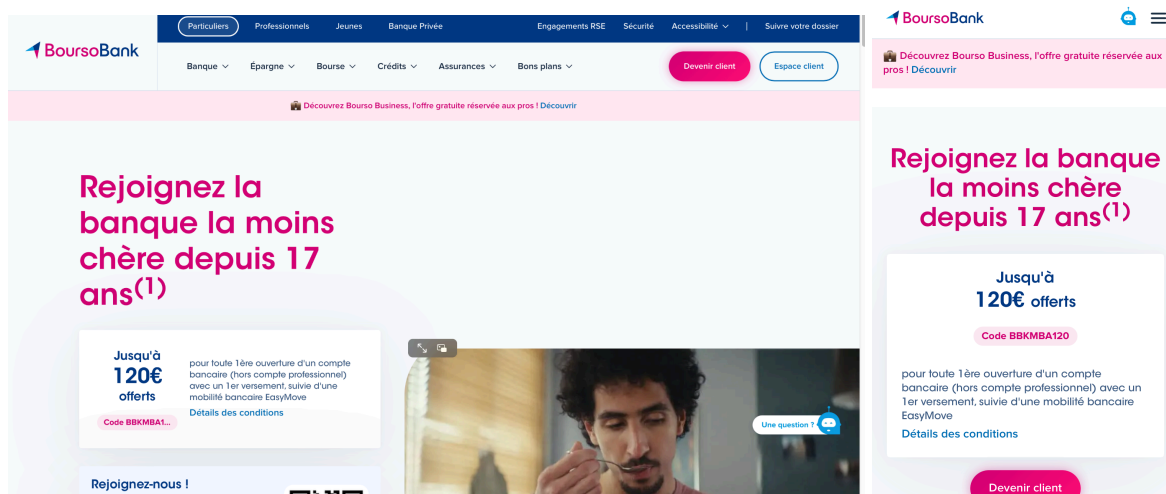 Particuliers Professionnels Jeunes Banque Privée Engagements RSE Sécurité Accessibilité | Suivre votre dossier
BoursoBank
Banque Épargne Bourse Crédits Assurances Bons plans Devenir client Espace client
Découvrez Bourso Business, l'offre gratuite réservée aux pros ! Découvrir
Rejoignez la
banque la moins
chère depuis 17
ans(1)
Jusqu'à
120€
offerts
Code BBKMBA1...
pour toute 1ère ouverture d'un compte
bancaire (hors compte professionnel)
avec un 1er versement, suivie d'une
mobilité bancaire EasyMove
Détails des conditions
Une question ?
Rejoignez-nous !
BoursoBank
Découvrez Bourso Business, l'offre gratuite réservée aux
pros ! Découvrir
Rejoignez la banque
la moins chère
depuis 17 ans(1)
Jusqu'à
120€ offerts
Code BBKMBA120
pour toute 1ère ouverture d'un compte
bancaire (hors compte professionnel) avec un
1er versement, suivie d'une mobilité bancaire
EasyMove
Détails des conditions
Devenir client